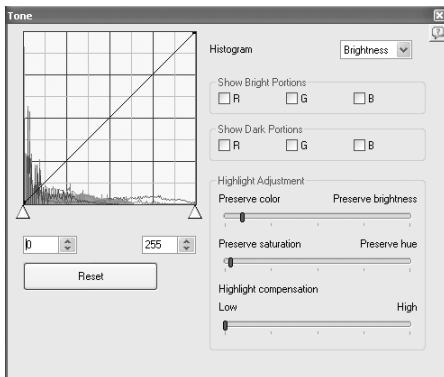 Tone
Histogram Brightness
Show Bright Portions
R G B
Show Dark Portions
R G B
Highlight Adjustment
Preserve color Preserve brightness
0 255
Preserve saturation Preserve hue
Reset
Highlight compensation
Low High